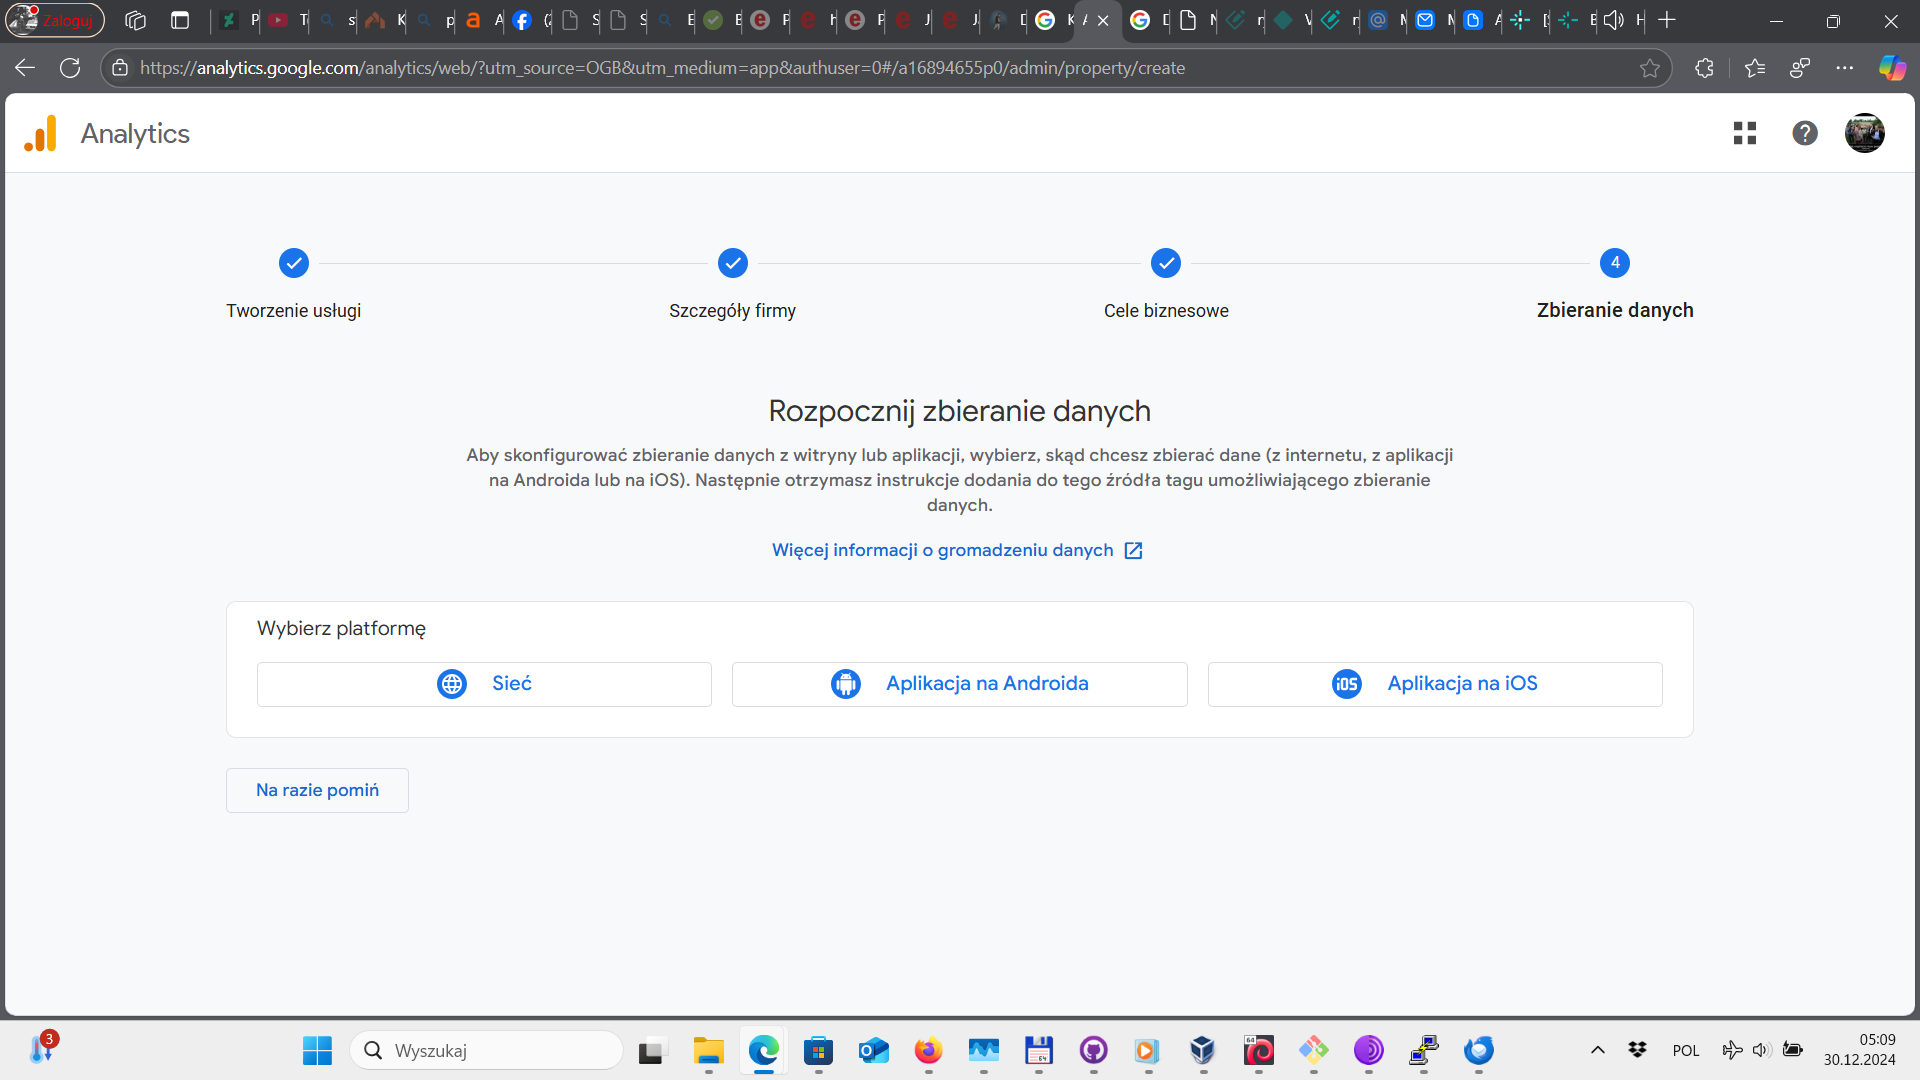 Zaloguj
https://analytics.google.com/analytics/web/?utm_source=OGB&utm_medium=app&authuser=0#/a16894655p0/admin/property/create
Analytics
4
Tworzenie usługi
Szczegóły firmy
Cele biznesowe
Zbieranie danych
Rozpocznij zbieranie danych
Aby skonfigurować zbieranie danych z witryny lub aplikacji, wybierz, skąd chcesz zbierać dane (z internetu, z aplikacji
na Androida lub na iOS). Następnie otrzymasz instrukcje dodania do tego źródła tagu umożliwiającego zbieranie
danych.
Więcej informacji o gromadzeniu danych
Wybierz platformę
Sieć
Aplikacja na Androida
iOS Aplikacja na iOS
Na razie pomiń
3
Wyszukaj
64
64
POL
05:09
30.12.2024